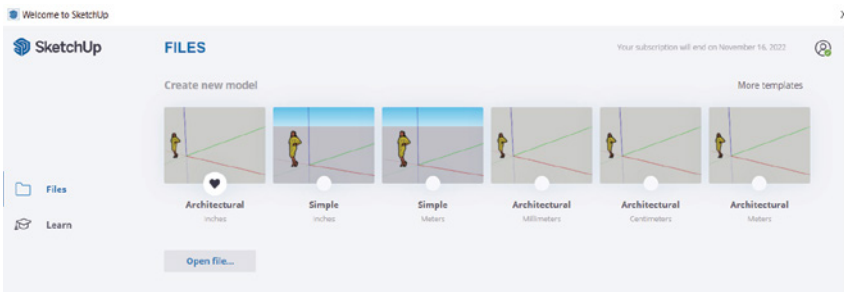 Welcome to SketchUp
SketchUp
FILES
Your subscription will end on November 16, 2022
Create new model
More templates
Architectural
Inches
Simple
Inches
Simple
Meters
Architectural
Millimeters
Architectural
Centimeters
Architectural
Meters
Files
Learn
Open file...